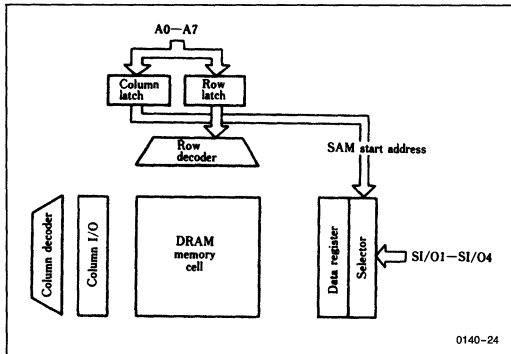 A0—A7
Column
latch
Row
latch
Row
decoder
SAM start address
Column decoder
Column I/O
DRAM
memory
cell
Data register
Selector
SI/O1—SI/O4
0140-24